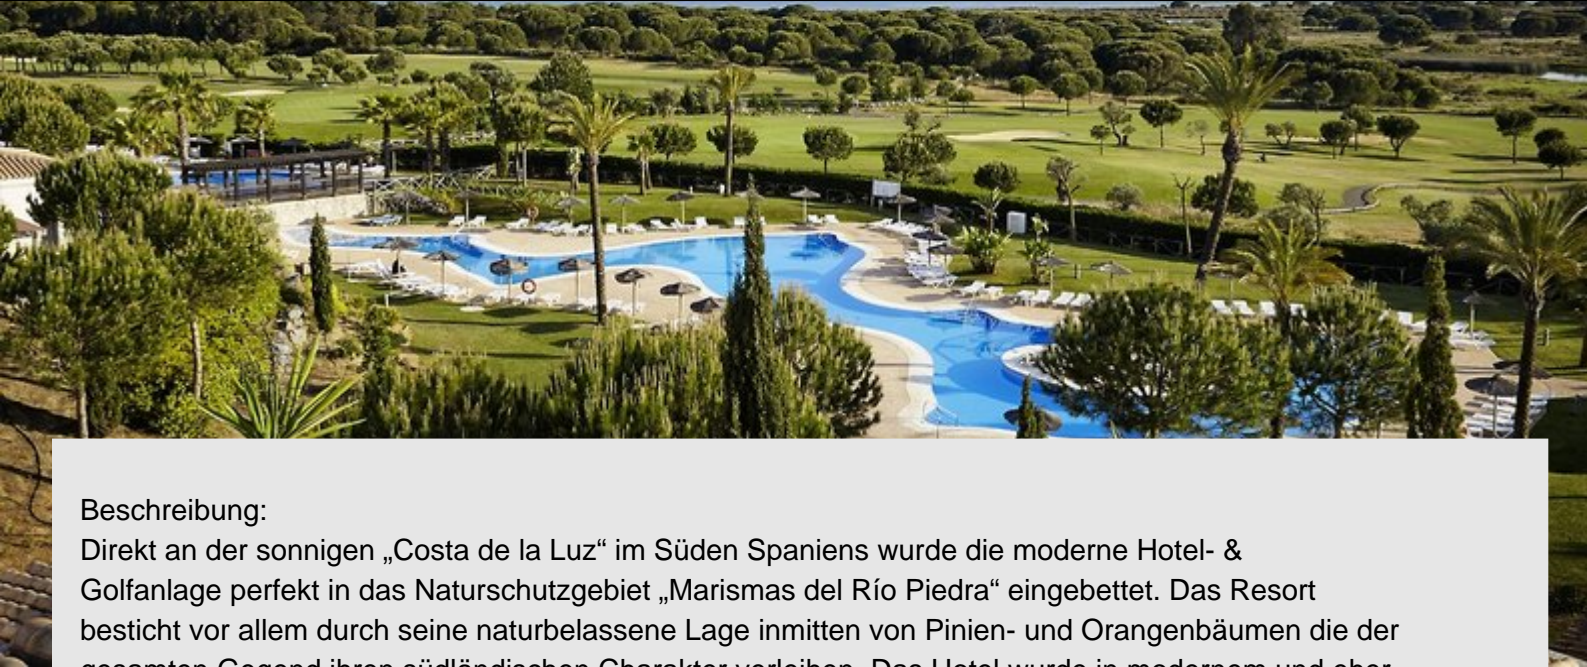 Beschreibung:
Direkt an der sonnigen „Costa de la Luz“ im Süden Spaniens wurde die moderne Hotel- &
Golfanlage perfekt in das Naturschutzgebiet „Marismas del Río Piedra“ eingebettet. Das Resort
besticht vor allem durch seine naturbelassene Lage inmitten von Pinien- und Orangenbäumen die der
gesamten Gegend ihren südländischen Charakter verleihen. Das Hotel wurde in modernem und aber